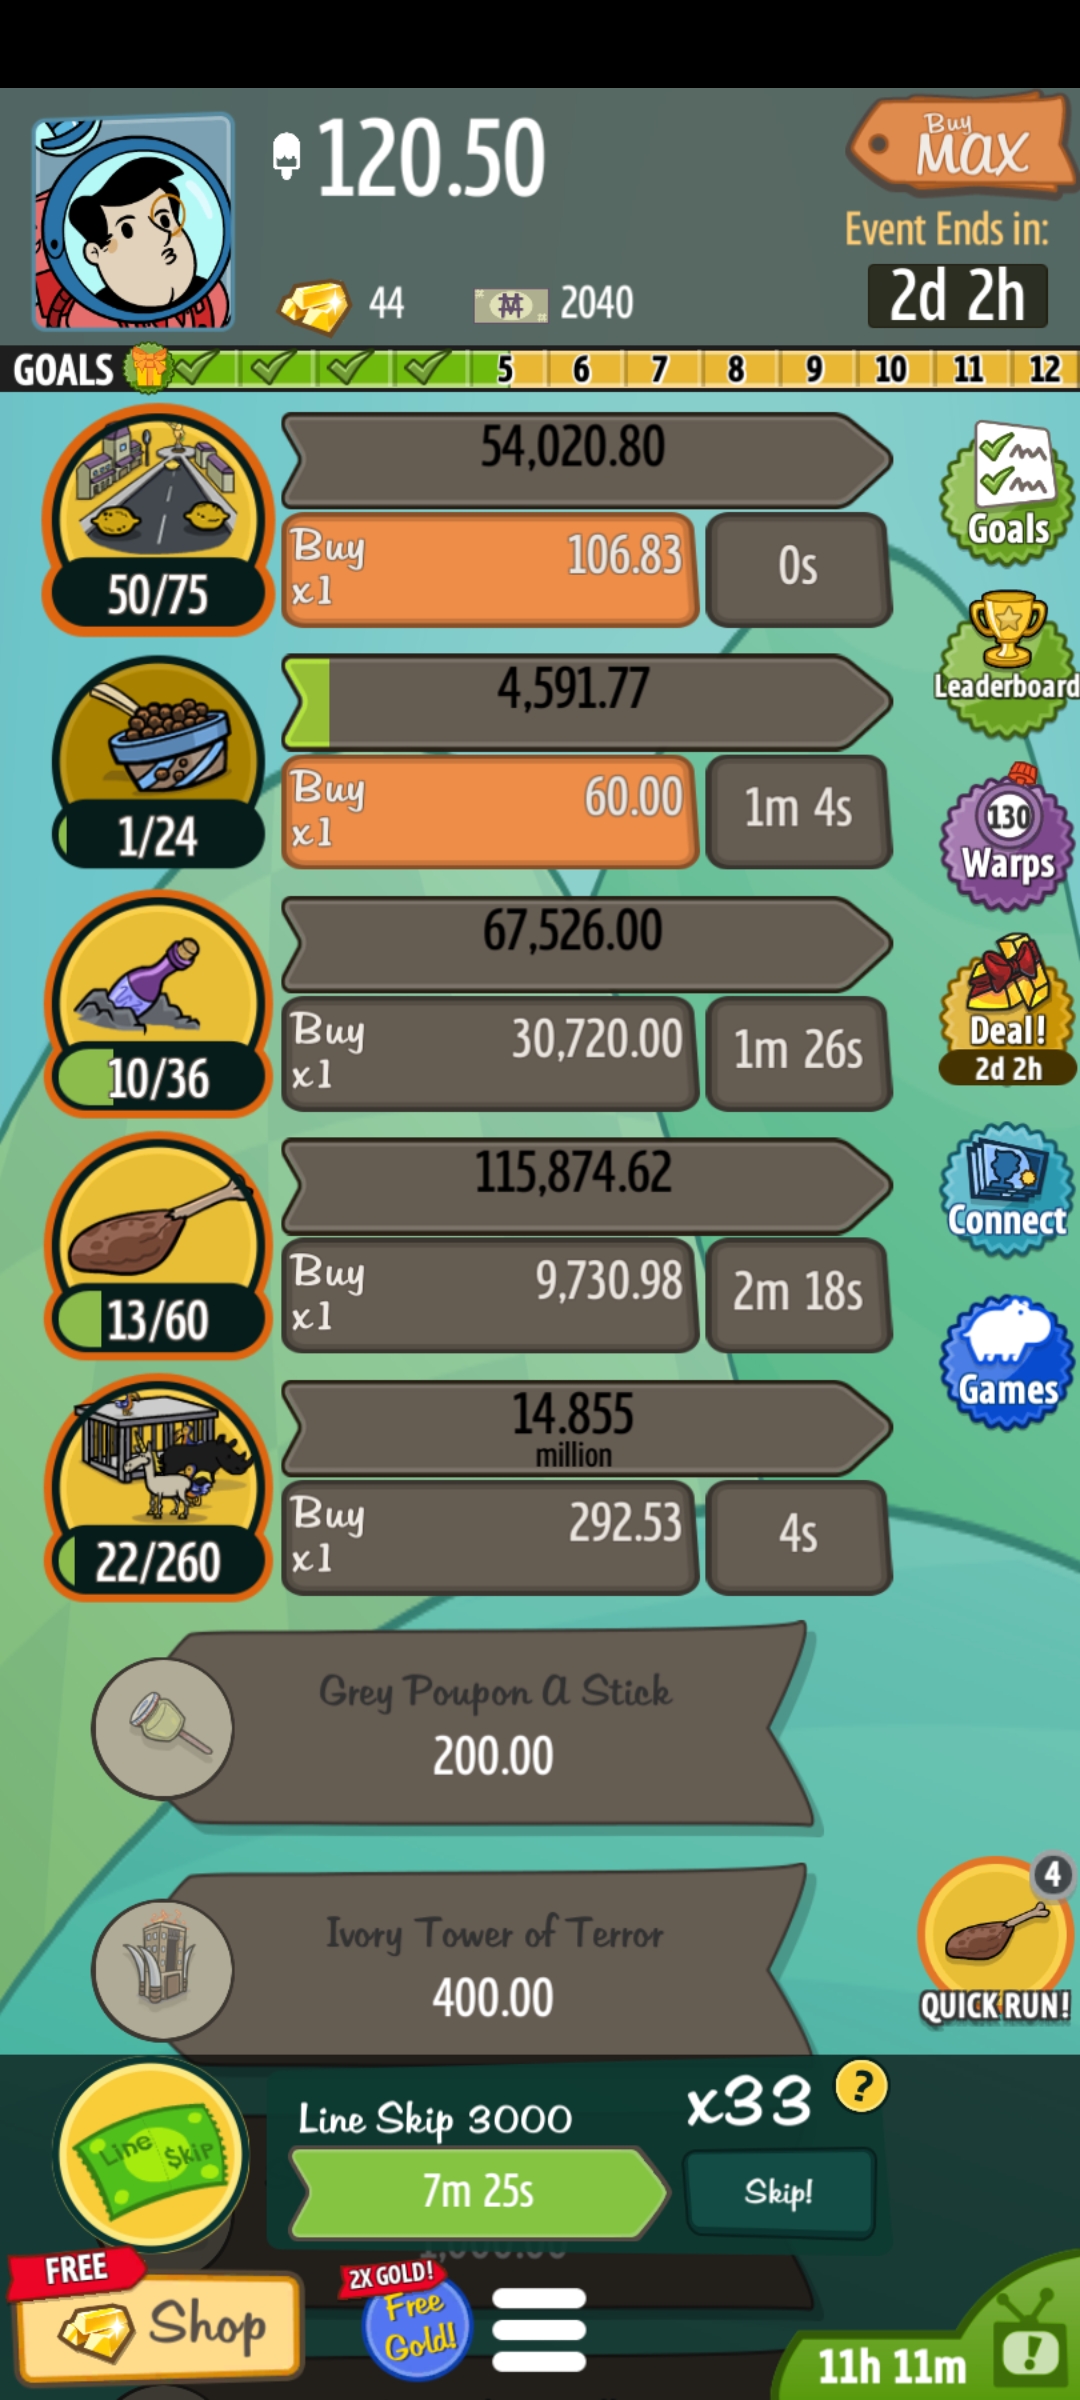 120.50
Buy
MAX
Event Ends in:
44
2040
2d 2h
GOALS 5 6 7 8 9 10 11 12
54,020.80
Buy
x1
106.83
0s
50/75
Goals
Leaderboard
4,591.77
Buy
x1
60.00
1m 4s
1/24
130
Warps
67,526.00
Buy
x1
30,720.00
1m 26s
10/36
Deal!
2d 2h
115,874.62
Buy
x1
9,730.98
2m 18s
13/60
Connect
Games
14.855
million
Buy
x1
292.53
4s
22/260
Grey Poupon A Stick
200.00
Ivory Tower of Terror
400.00
4
QUICK RUN!
Line Skip
Line Skip 3000
x33
?
7m 25s
Skip!
FREE
Shop
2X GOLD!
Free
Gold!
11h 11m